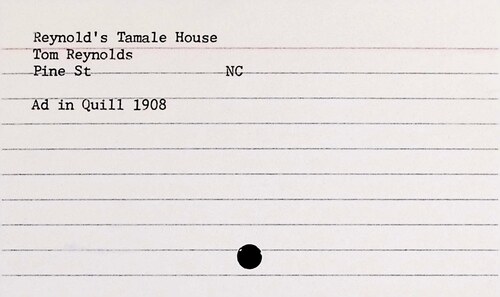 Reynold's Tamale House
Tom Reynolds
Pine St NC
Ad in Quill 1908